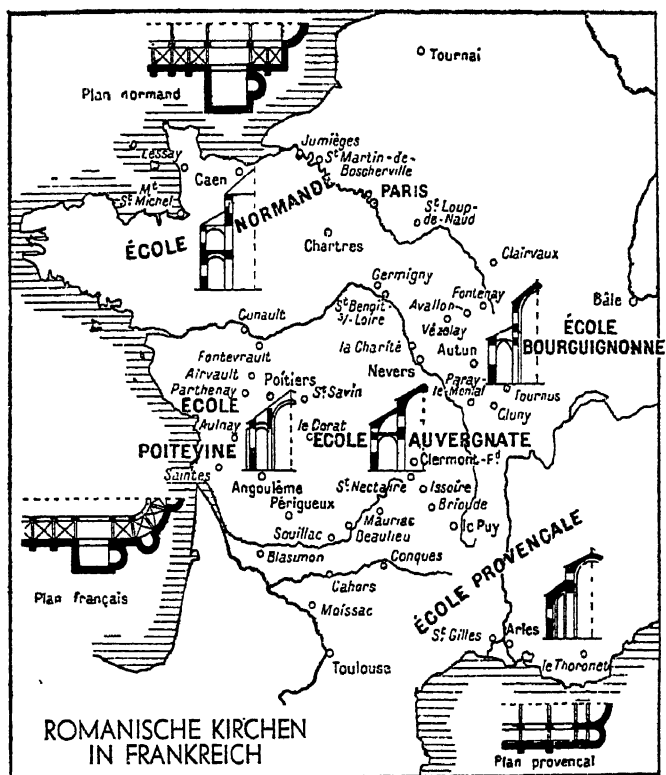 Tournai
Plan normand
Jumièges
St Martin-de-
Boscherville
Lessay
Caen
Mt
St Michel
PARIS
St Loup-
de-Naud
ÉCOLE NORMANDE
Chartres
Clairvaux
Germigny
St Benoit-
s/-Loire
Avallon
Fontenay
Bâle
Cunault
Vézelay
ÉCOLE
BOURGUIGNONNE
la Charité
Autun
Fontevrault
Nevers
Airvault
Paray-
le-Monial
Tournus
Parthenay
Poitiers
St Savin
Cluny
ÉCOLE
POITEVINE
Aulnay
le Dorat
ECOLE AUVERGNATE
Clermont-Fd
Saintes
Angoulême
St Nectaire
Issoire
Périgueux
Brioude
Mauriac
le Puy
Souillac
Beaulieu
Blasimon
Conques
ÉCOLE PROVENCALE
Plan français
Cahors
Moissac
St Gilles
Arles
Toulouse
le Thoronet
ROMANISCHE KIRCHEN
IN FRANKREICH
Plan provençal